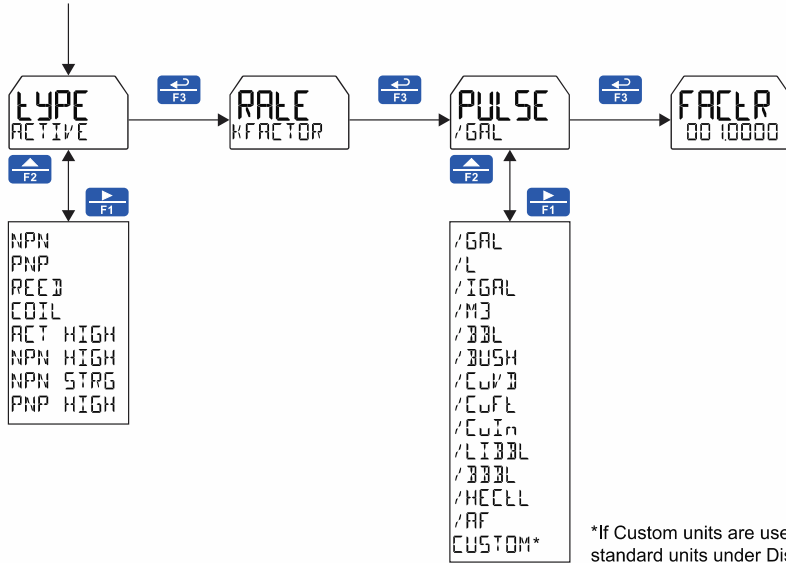 TYPE
ACTIVE
F3
RATE
KFACTOR
F3
PULSE
/GAL
F3
FACTR
001.0000
F2
F1
F2
F1
NPN
PNP
REED
COIL
ACT HIGH
NPN HIGH
NPN STRG
PNP HIGH
/GAL
/L
/IGAL
/M3
/BBL
/BUSH
/CuYD
/CuFt
/CuIn
/LIBBL
/BBBL
/HECtL
/AF
CUSTOM*
*If Custom units are use
standard units under Dis